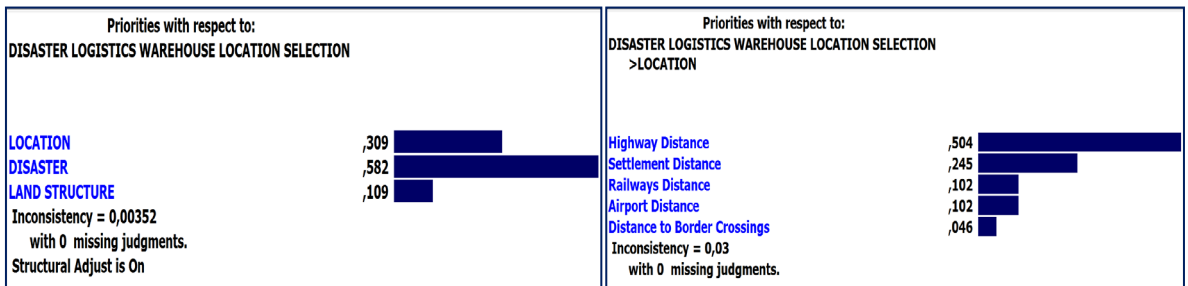 Priorities with respect to:
DISASTER LOGISTICS WAREHOUSE LOCATION SELECTION
LOCATION ,309
DISASTER ,582
LAND STRUCTURE ,109
Inconsistency = 0,00352
with 0 missing judgments.
Structural Adjust is On
Priorities with respect to:
DISASTER LOGISTICS WAREHOUSE LOCATION SELECTION
>LOCATION
Highway Distance ,504
Settlement Distance ,245
Railways Distance ,102
Airport Distance ,102
Distance to Border Crossings ,046
Inconsistency = 0,03
with 0 missing judgments.